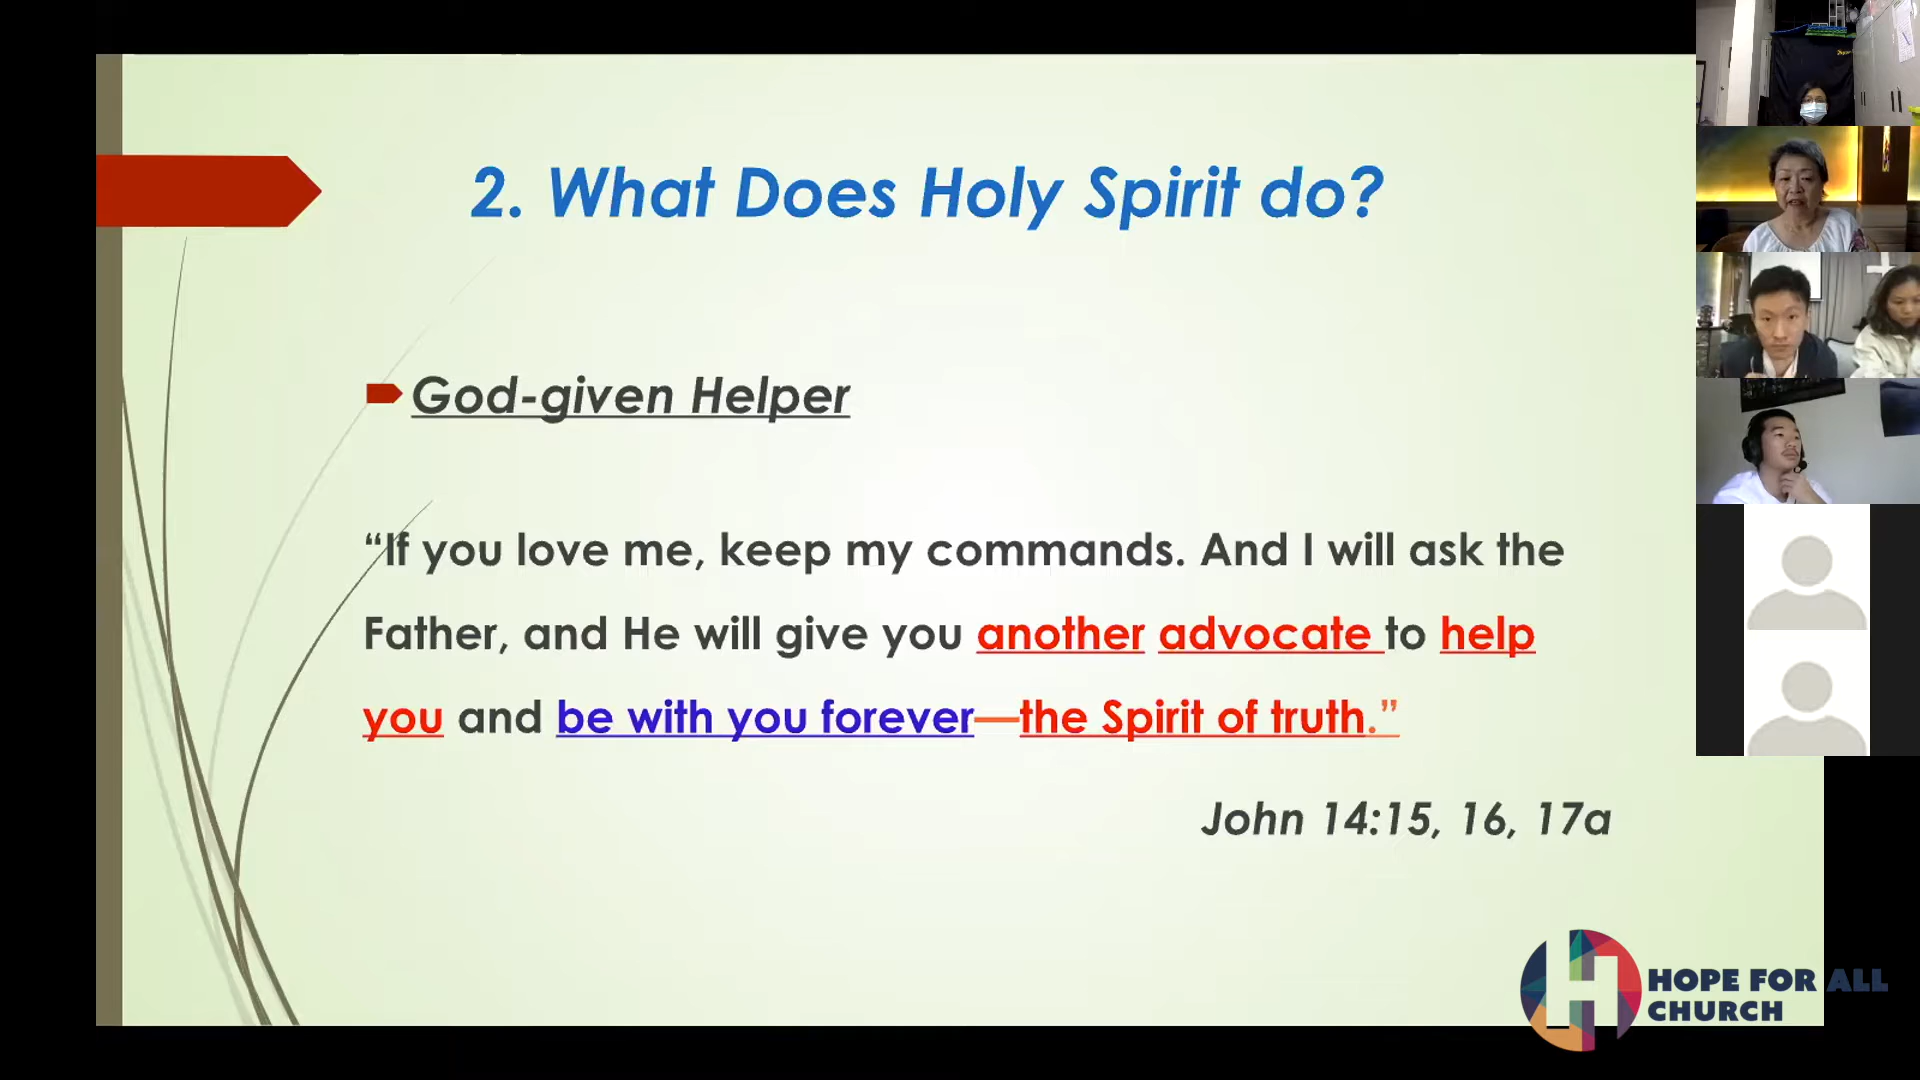 2. What Does Holy Spirit do?
God-given Helper
“If you love me, keep my commands. And I will ask the
Father, and He will give you another advocate to help
you and be with you forever—the Spirit of truth.”
John 14:15, 16, 17a
HOPE FOR ALL
CHURCH